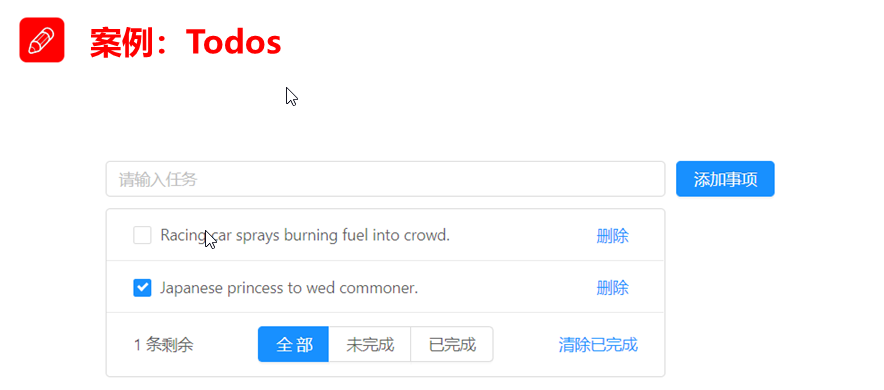 案例：Todos
请输入任务 添加事项
Racing car sprays burning fuel into crowd. 删除
Japanese princess to wed commoner. 删除
1 条剩余 全部 未完成 已完成 清除已完成